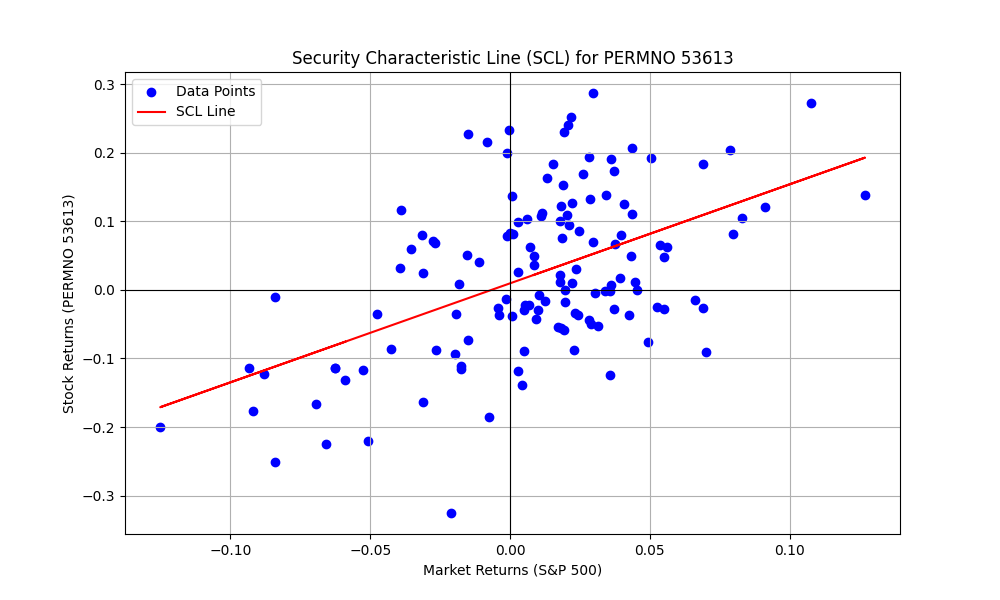 Security Characteristic Line (SCL) for PERMNO 53613
Data Points
SCL Line
0.3
0.2
0.1
0.0
−0.1
−0.2
−0.3
Stock Returns (PERMNO 53613)
−0.10
−0.05
0.00
0.05
0.10
Market Returns (S&P 500)